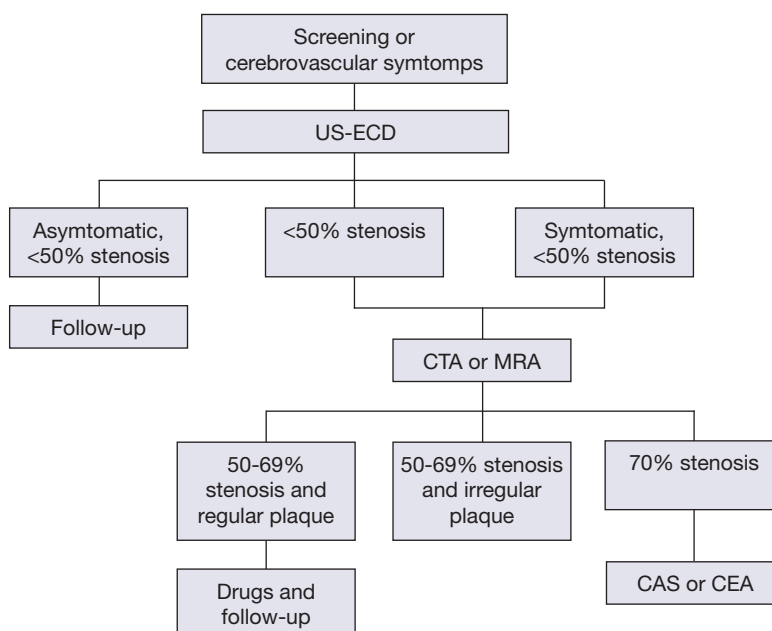 Screening or
cerebrovascular symtomps
US-ECD
Asymtomatic,
<50% stenosis
<50% stenosis
Symtomatic,
<50% stenosis
Follow-up
CTA or MRA
50-69%
stenosis and
regular plaque
50-69% stenosis
and irregular
plaque
70% stenosis
Drugs and
follow-up
CAS or CEA